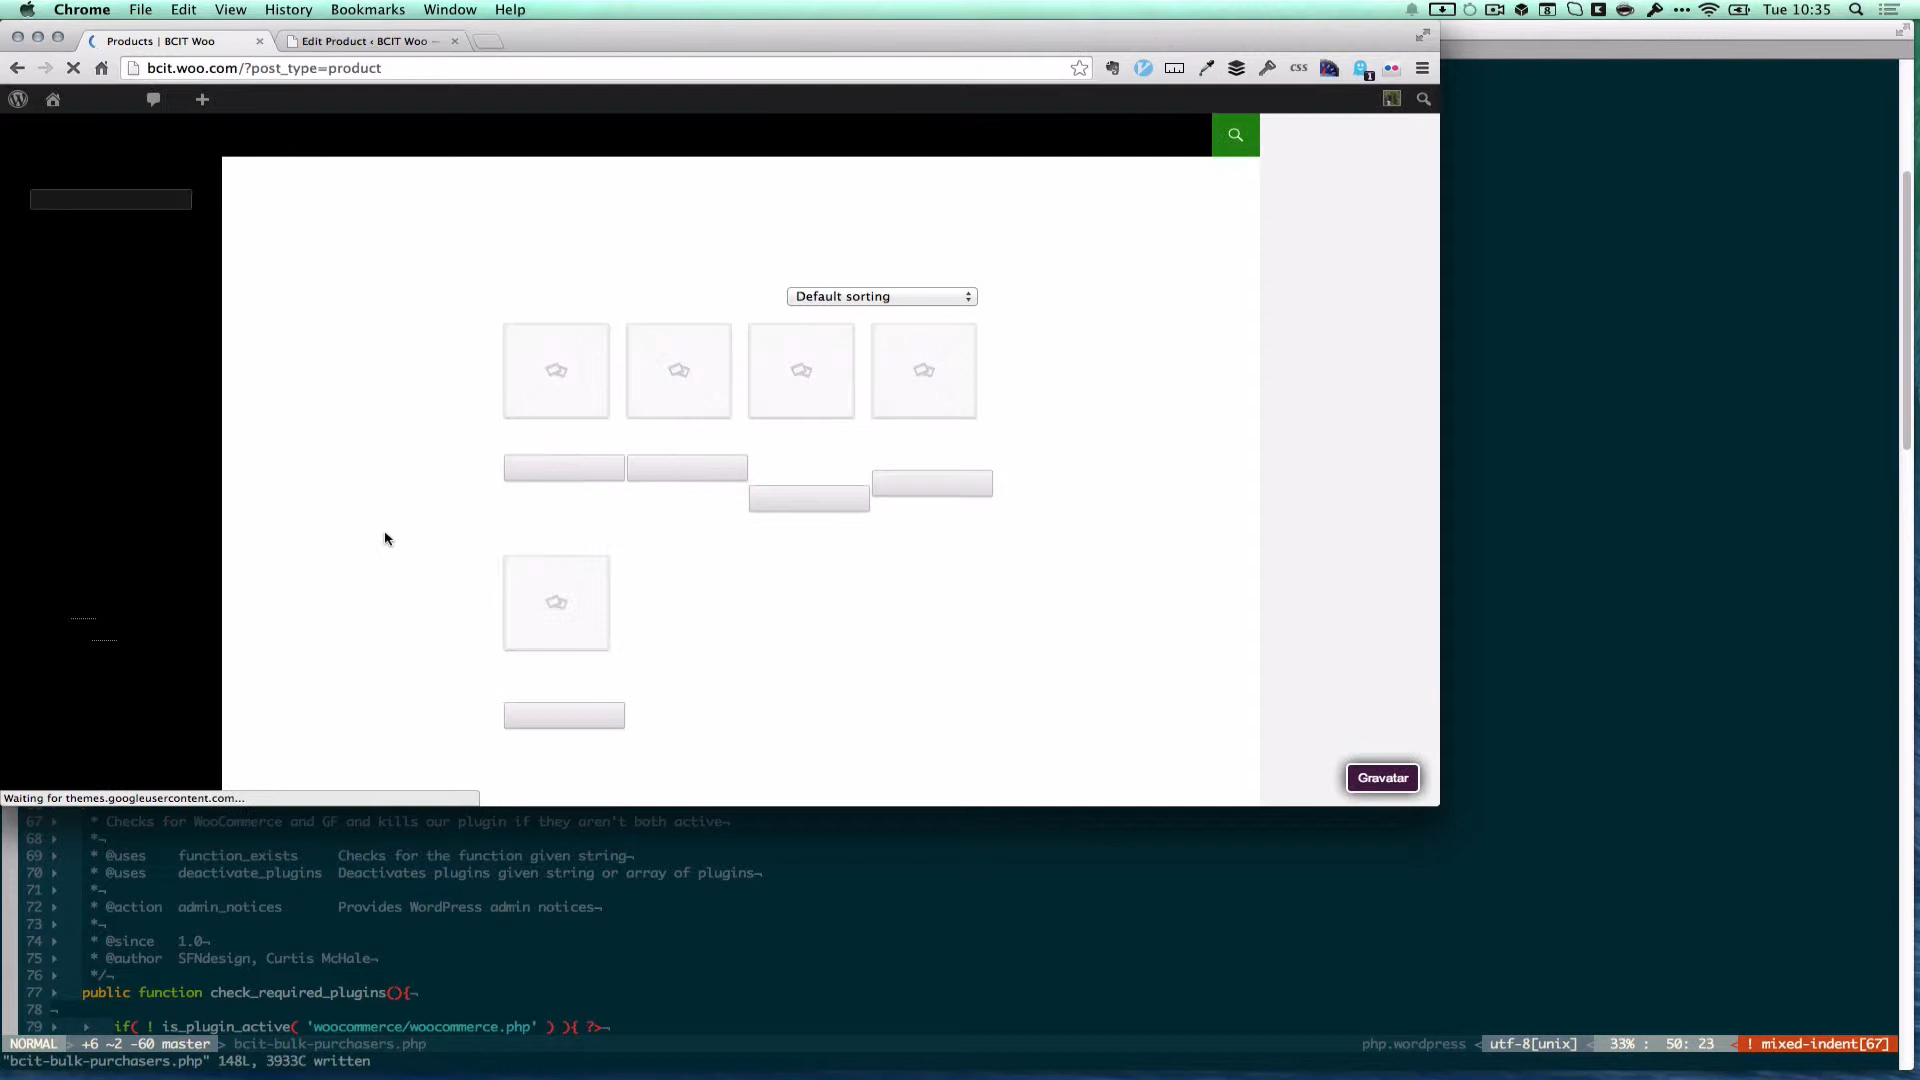 Chrome File Edit View History Bookmarks Window Help
8 Tue 10:35
Products | BCIT Woo
Edit Product ‹ BCIT Woo —
bcit.woo.com/?post_type=product
CSS
1
Default sorting
Gravatar
Waiting for themes.googleusercontent.com...
67 * Checks for WooCommerce and GF and kills our plugin if they aren't both active¬
68 *¬
69 * @uses function_exists Checks for the function given string¬
70 * @uses deactivate_plugins Deactivates plugins given string or array of plugins¬
71 *¬
72 * @action admin_notices Provides WordPress admin notices¬
73 *¬
74 * @since 1.0¬
75 * @author SFNdesign, Curtis McHale¬
76 */¬
77 public function check_required_plugins(){¬
78 ¬
79 if( ! is_plugin_active( 'woocommerce/woocommerce.php' ) ){ ?>¬
NORMAL > +6 ~2 -60 master > bcit-bulk-purchasers.php php.wordpress < utf-8[unix] < 33% : 50: 23 < ! mixed-indent[67]
"bcit-bulk-purchasers.php" 148L, 3933C written